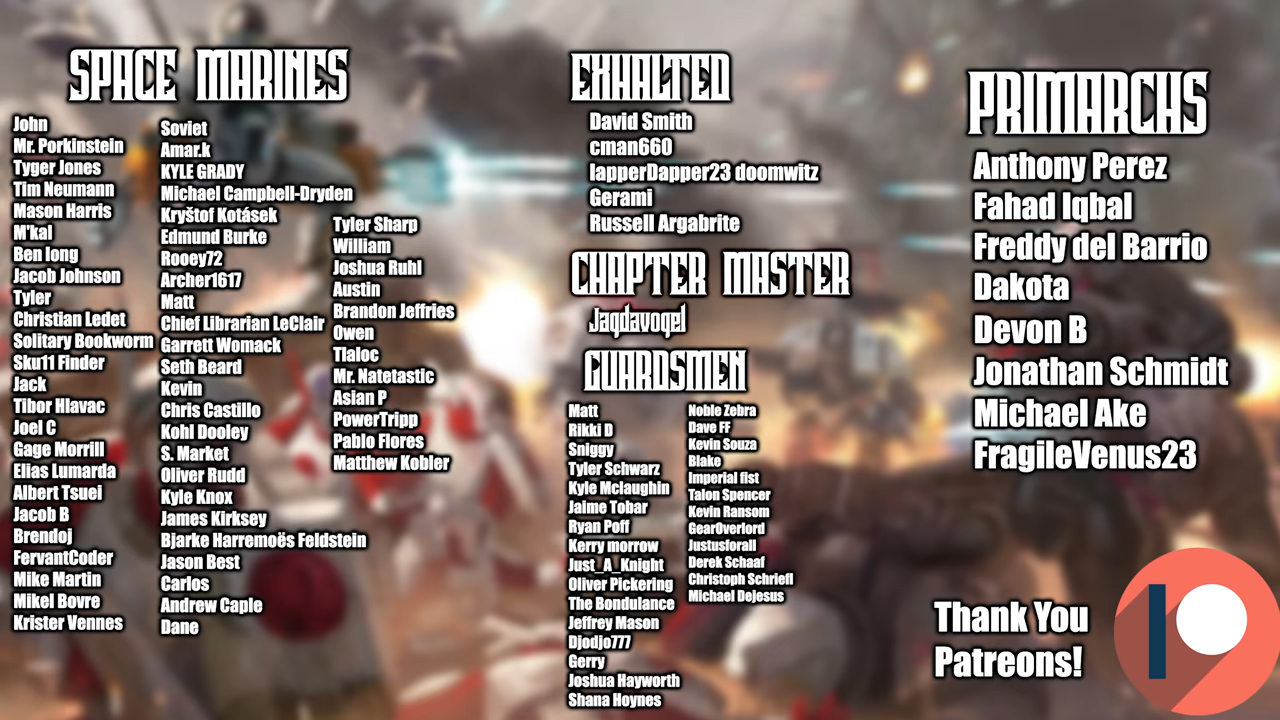 SPACE MARINES
John
Mr. Porkinstein
Tyger Jones
Tim Neumann
Mason Harris
M'kal
Ben long
Jacob Johnson
Tyler
Christian Ledet
Solitary Bookworm
Sku11 Finder
Jack
Tibor Hlavac
Joel C
Gage Morrill
Elias Lumarda
Albert Tsuei
Jacob B
Brendoj
FervantCoder
Mike Martin
Mikel Bovre
Krister Vennes
Soviet
Amar.k
KYLE GRADY
Michael Campbell-Dryden
Kryštof Kotásek
Edmund Burke
Rooey72
Archer1617
Matt
Chief Librarian LeClair
Garrett Womack
Seth Beard
Kevin
Chris Castillo
Kohl Dooley
S. Market
Oliver Rudd
Kyle Knox
James Kirksey
Bjarke Harremoës Feldstein
Jason Best
Carlos
Andrew Caple
Dane
Tyler Sharp
William
Joshua Ruhl
Austin
Brandon Jeffries
Owen
Tlaloc
Mr. Natetastic
Asian P
PowerTripp
Pablo Flores
Matthew Kobler
EXHALTED
David Smith
cman660
lapperDapper23 doomwitz
Gerami
Russell Argabrite
CHAPTER MASTER
Jagdavogel
GUARDSMEN
Matt
Rikki D
Sniggy
Tyler Schwarz
Kyle Mclaughin
Jaime Tobar
Ryan Poff
Kerry morrow
Just_A_Knight
Oliver Pickering
The Bondulance
Jeffrey Mason
Djodjo777
Gerry
Joshua Hayworth
Shana Hoynes
Noble Zebra
Dave FF
Kevin Souza
Blake
Imperial fist
Talon Spencer
Kevin Ransom
GearOverlord
Justusforall
Derek Schaaf
Christoph Schriefl
Michael DeJesus
PRIMARCHS
Anthony Perez
Fahad Iqbal
Freddy del Barrio
Dakota
Devon B
Jonathan Schmidt
Michael Ake
FragileVenus23
Thank You
Patreons!